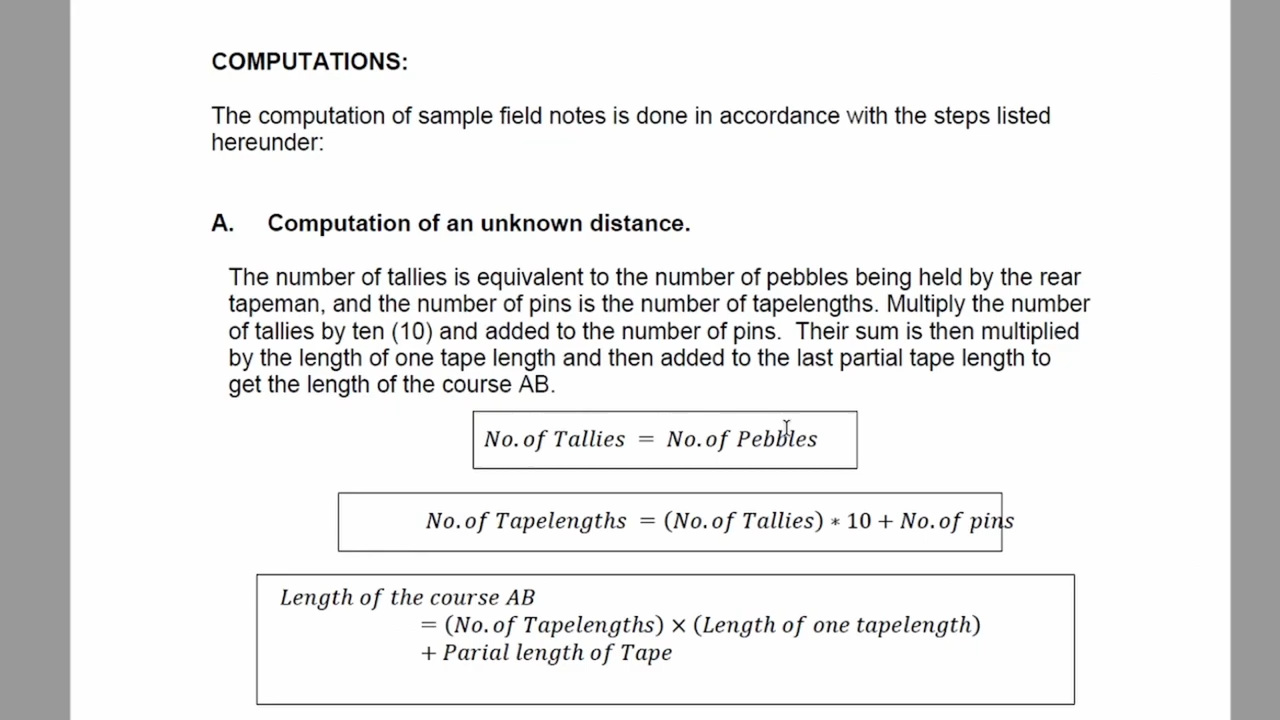 COMPUTATIONS:
The computation of sample field notes is done in accordance with the steps listed
hereunder:
A. Computation of an unknown distance.
The number of tallies is equivalent to the number of pebbles being held by the rear
tapeman, and the number of pins is the number of tapelengths. Multiply the number
of tallies by ten (10) and added to the number of pins. Their sum is then multiplied
by the length of one tape length and then added to the last partial tape length to
get the length of the course AB.
No. of Tallies = No. of Pebbles
No. of Tapelengths = (No. of Tallies) * 10 + No. of pins
Length of the course AB
= (No. of Tapelengths) × (Length of one tapelength)
+ Parial length of Tape